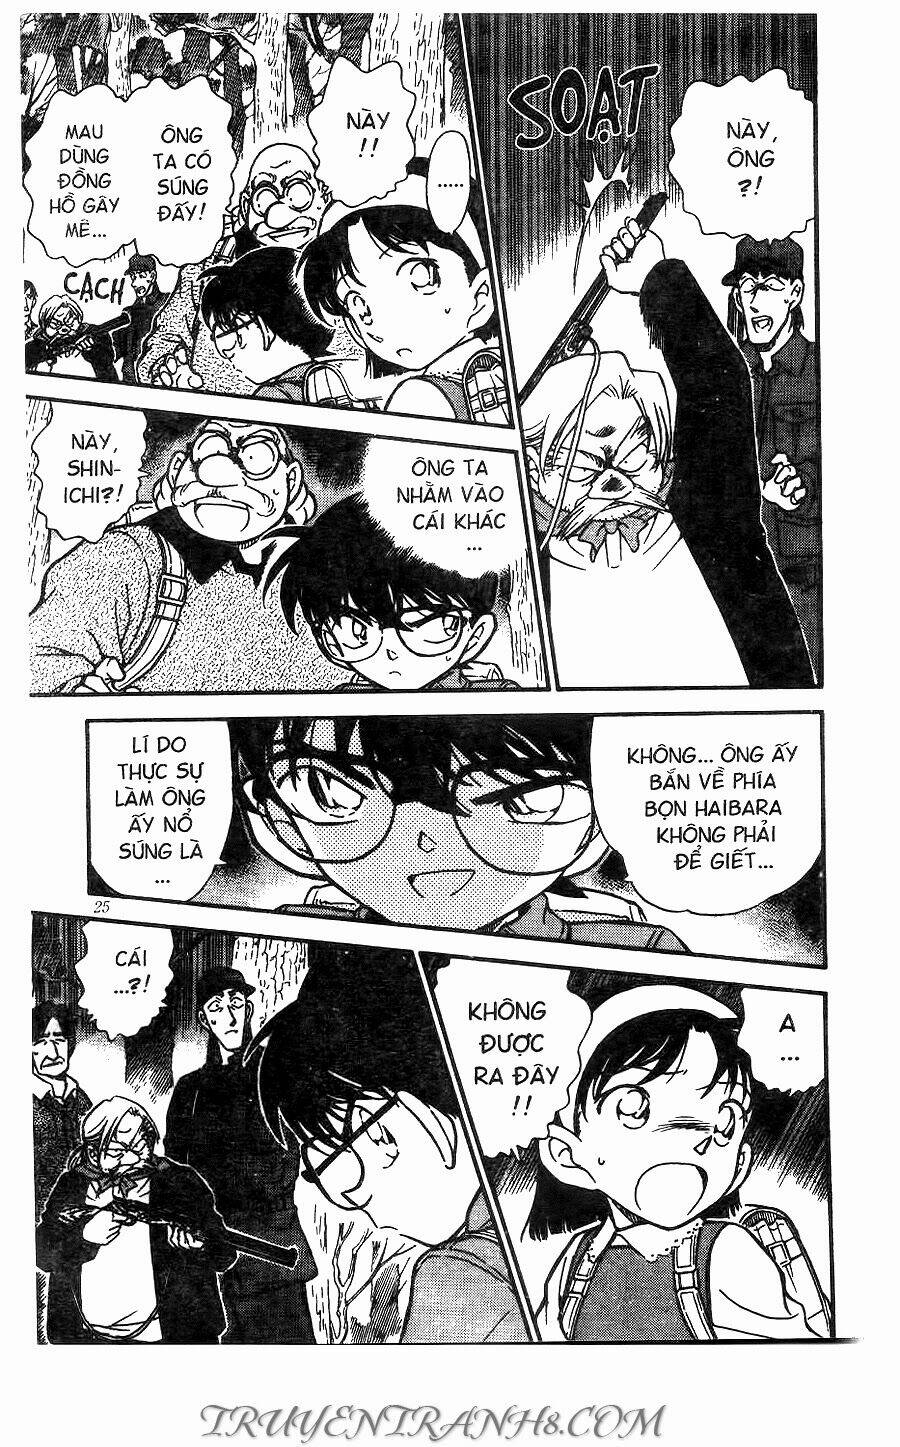 SOẠT
NÀY,
ÔNG
?!
NÀY
!!
......
ÔNG
TA CÓ
SÚNG
ĐẤY!
MAU
DÙNG
ĐỒNG
HỒ GÂY
MÊ...
CẠCH
ÔNG TA
NHẰM VÀO
CÁI KHÁC
...
NÀY,
SHIN-
ICHI?!
KHÔNG... ÔNG ẤY
BẮN VỀ PHÍA
BỌN HAIBARA
KHÔNG PHẢI
ĐỂ GIẾT...
LÍ DO
THỰC SỰ
LÀM ÔNG
ẤY NỔ
SÚNG LÀ
...
25
A
...
KHÔNG
ĐƯỢC
RA ĐÂY
!!
CÁI
...?!
TRUYENTRANH8.COM